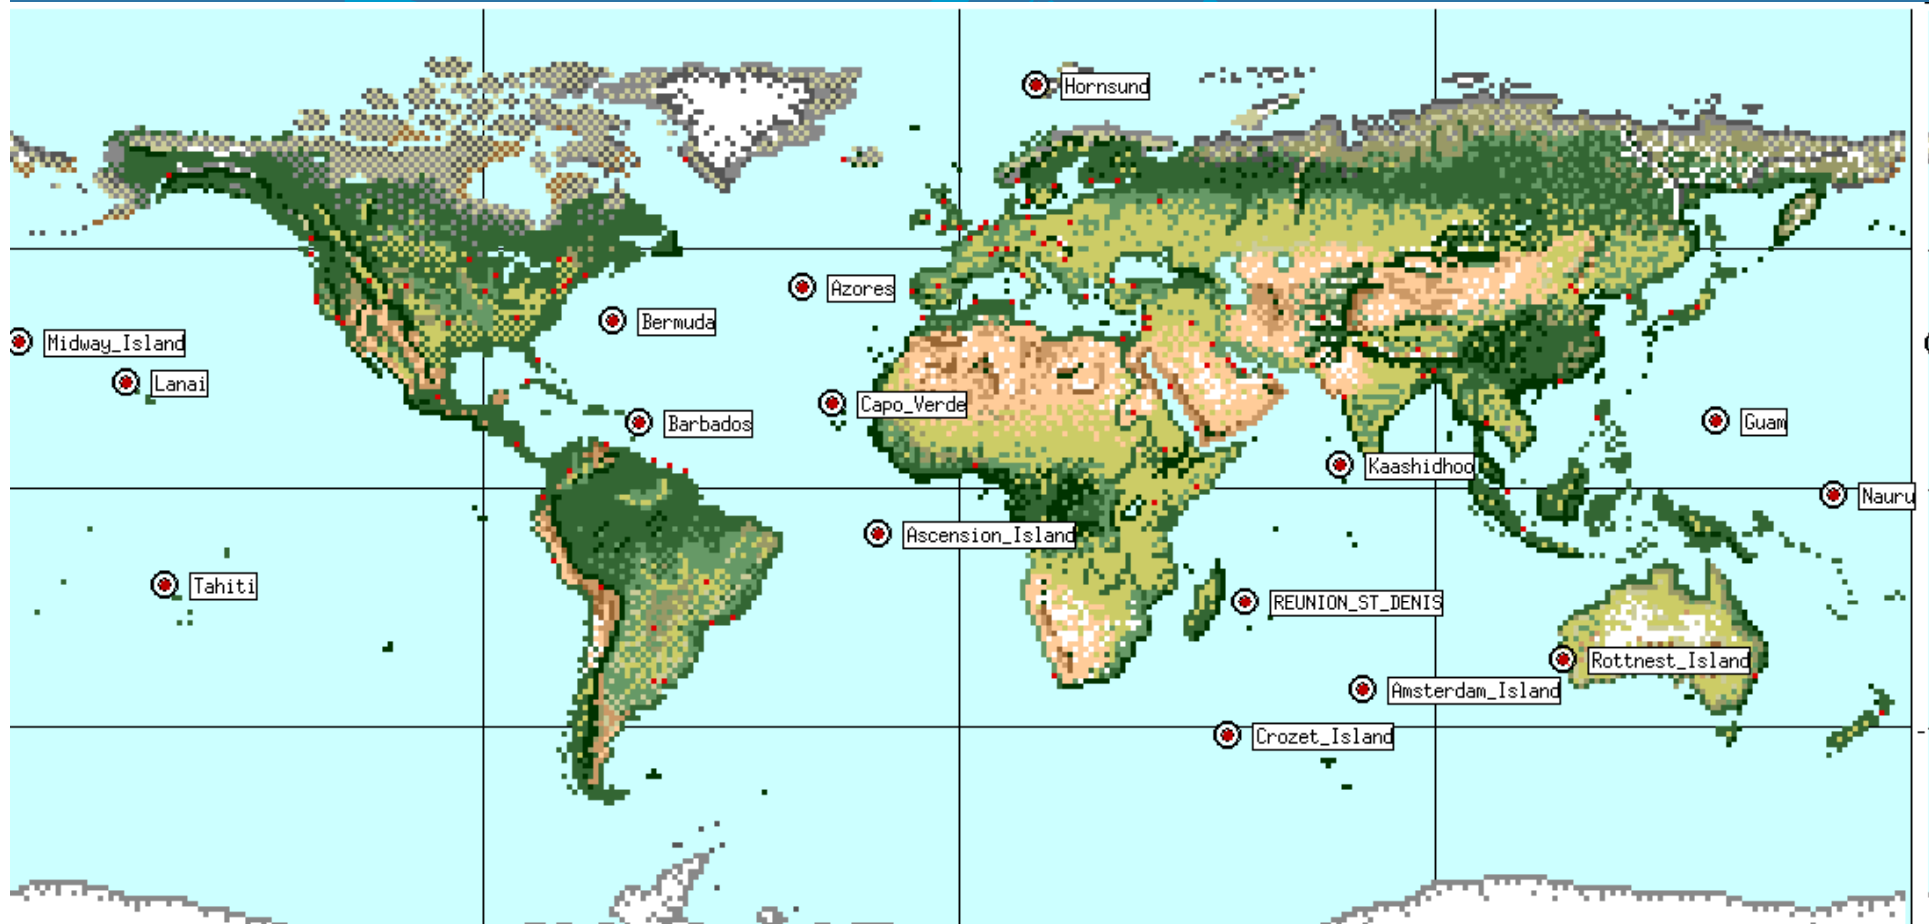 Hornsund
Azores
Bermuda
Midway_Island
Lanai
Capo_Verde
Barbados
Guam
Kaashidhoo
Nauru
Ascension_Island
Tahiti
REUNION_ST_DENIS
Rottnest_Island
Amsterdam_Island
Crozet_Island